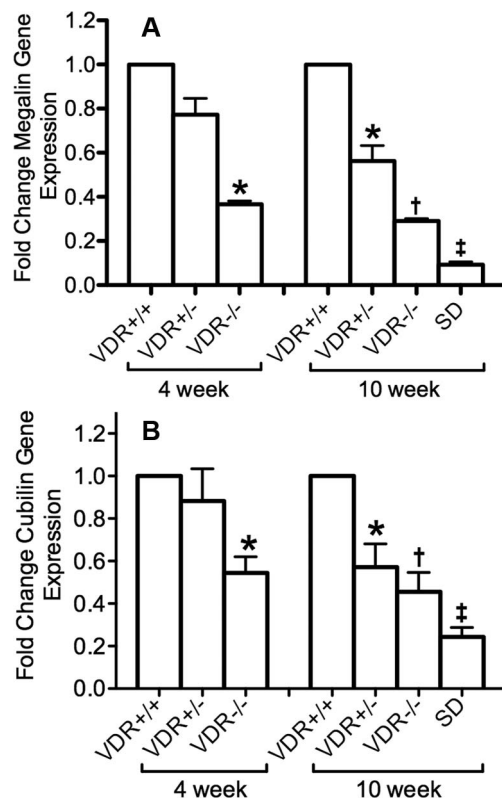 A
Fold Change Megalin Gene
Expression
1.2
1.0
0.8
0.6
0.4
0.2
0.0
*
*
†
‡
VDR+/+
VDR+/-
VDR-/-
VDR+/+
VDR+/-
VDR-/-
SD
4 week
10 week
B
Fold Change Cubilin Gene
Expression
1.2
1.0
0.8
0.6
0.4
0.2
0.0
*
*
†
‡
VDR+/+
VDR+/-
VDR-/-
VDR+/+
VDR+/-
VDR-/-
SD
4 week
10 week